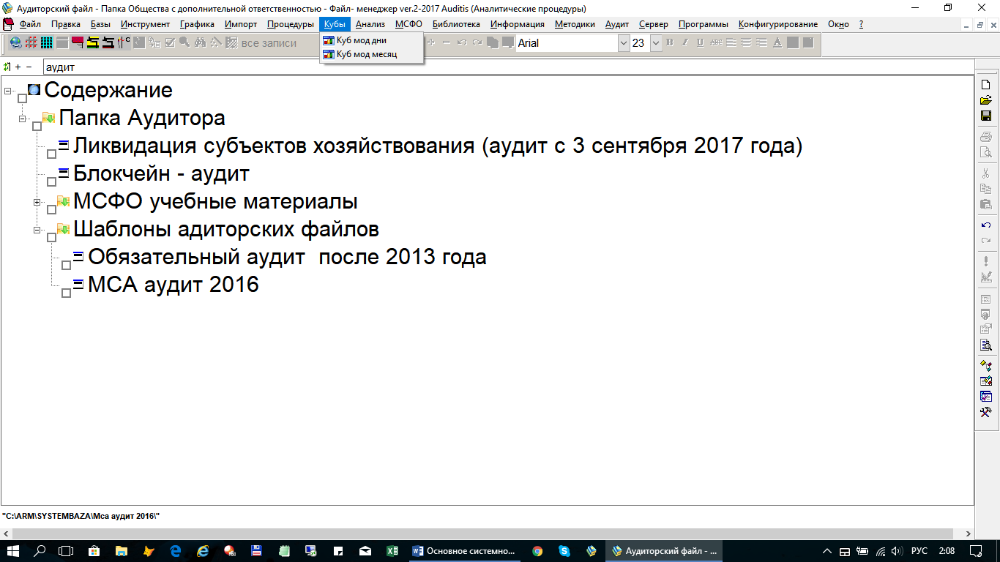 Аудиторский файл - Папка Общества с дополнительной ответственностью - Файл- менеджер ver.2-2017 Auditis (Аналитические процедуры)
Файл Правка Базы Инструмент Графика Импорт Процедуры Кубы Анализ МСФО Библиотека Информация Методики Аудит Сервер Программы Конфигурирование Окно ?
Куб мод дни
Куб мод месяц
все записи
Arial 23 B I U ABC A
+ − аудит
Содержание
Папка Аудитора
Ликвидация субъектов хозяйствования (аудит с 3 сентября 2017 года)
Блокчейн - аудит
МСФО учебные материалы
Шаблоны адиторских файлов
Обязательный аудит после 2013 года
МСА аудит 2016
"C:\ARM\SYSTEMBAZA\Мса аудит 2016\"
Основное системно... Аудиторский файл - ... РУС 2:08